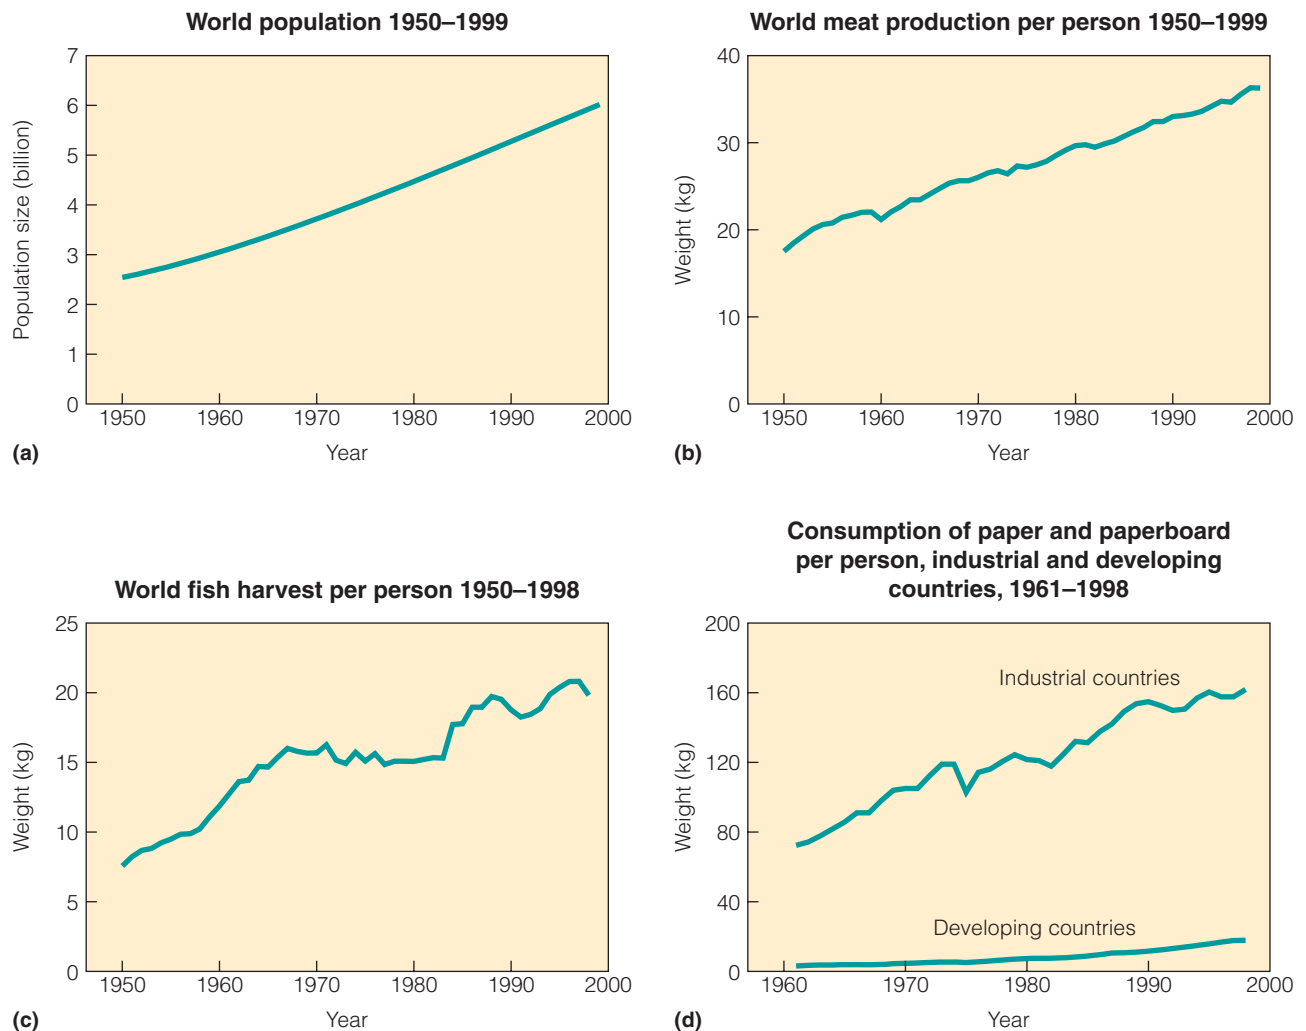 World population 1950–1999
7
6
5
4
3
2
1
0
Population size (billion)
1950 1960 1970 1980 1990 2000
Year
(a)
World meat production per person 1950–1999
40
30
20
10
0
Weight (kg)
1950 1960 1970 1980 1990 2000
Year
(b)
World fish harvest per person 1950–1998
25
20
15
10
5
0
Weight (kg)
1950 1960 1970 1980 1990 2000
Year
(c)
Consumption of paper and paperboard
per person, industrial and developing
countries, 1961–1998
200
160
120
80
40
0
Weight (kg)
Industrial countries
Developing countries
1960 1970 1980 1990 2000
Year
(d)